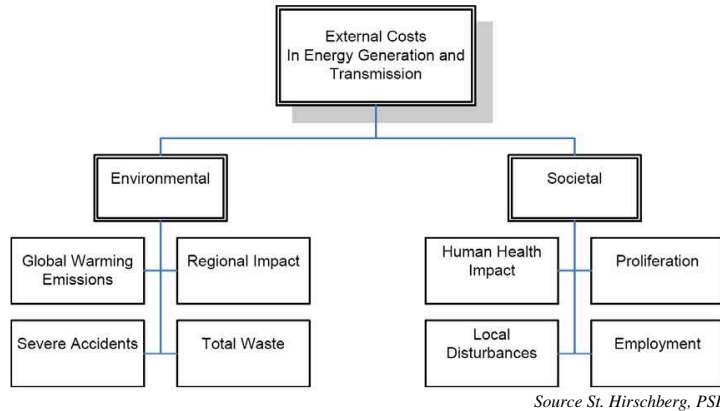 External Costs
In Energy Generation and
Transmission
Environmental
Societal
Global Warming
Emissions
Regional Impact
Human Health
Impact
Proliferation
Severe Accidents
Total Waste
Local
Disturbances
Employment
Source St. Hirschberg, PSI